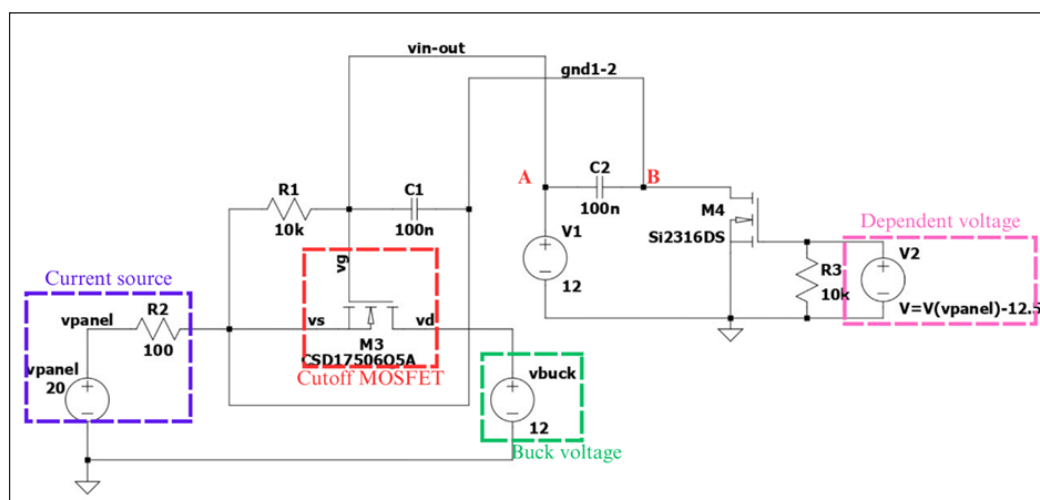 vin-out
gnd1-2
A
C2
B
100n
R1
10k
C1
100n
V1
12
M4
Si2316DS
Dependent voltage
V2
R3
10k
V=V(vpanel)-12.5
Current source
vpanel
R2
100
vpanel
20
vg
vs
vd
M3
CSD17506Q5A
Cutoff MOSFET
vbuck
12
Buck voltage